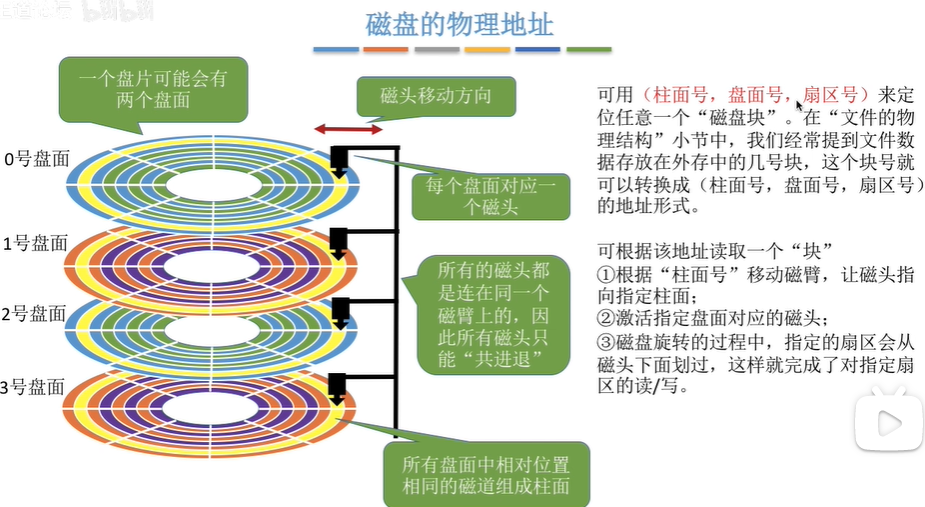 磁盘的物理地址
一个盘片可能会有
两个盘面
磁头移动方向
0号盘面
每个盘面对应一
个磁头
1号盘面
所有的磁头都
是连在同一个
磁臂上的，因
此所有磁头只
能“共进退”
2号盘面
3号盘面
所有盘面中相对位置
相同的磁道组成柱面
可用（柱面号，盘面号，扇区号）来定
位任意一个“磁盘块”。在“文件的物
理结构”小节中，我们经常提到文件数
据存放在外存中的几号块，这个块号就
可以转换成（柱面号，盘面号，扇区号）
的地址形式。
可根据该地址读取一个“块”
①根据“柱面号”移动磁臂，让磁头指
向指定柱面；
②激活指定盘面对应的磁头；
③磁盘旋转的过程中，指定的扇区会从
磁头下面划过，这样就完成了对指定扇
区的读/写。
bilibili